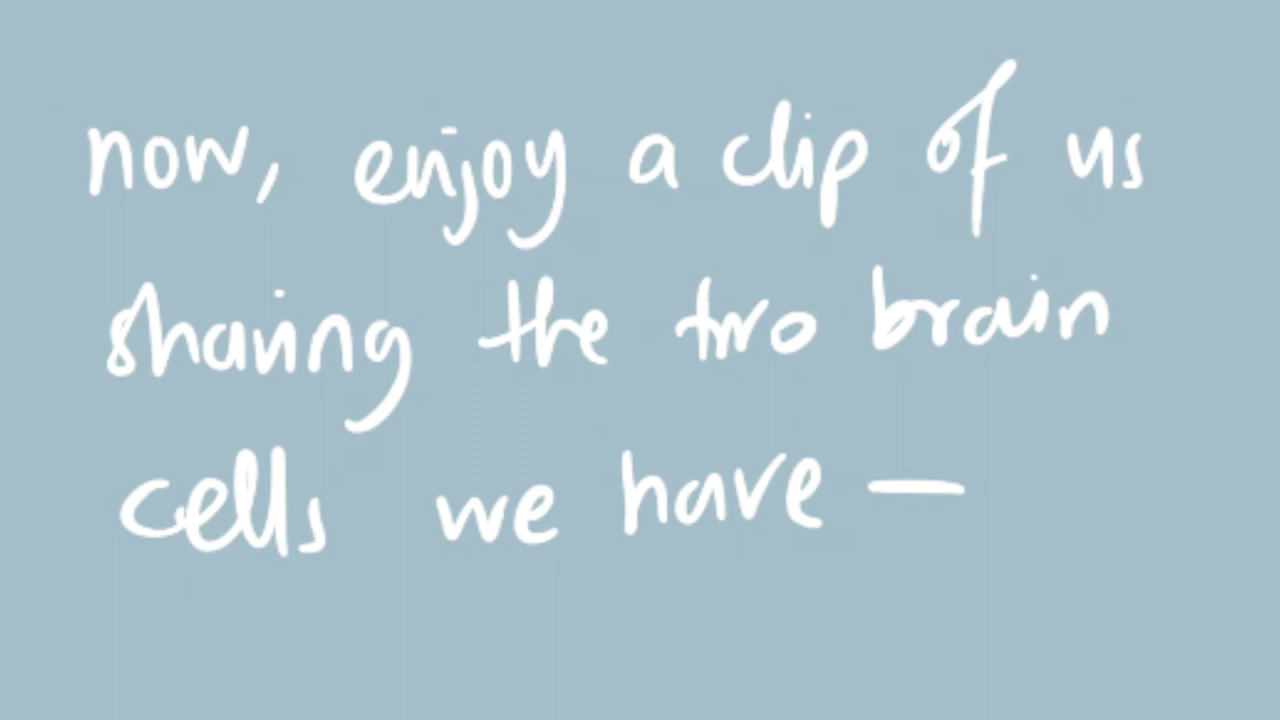 now, enjoy a clip of us
sharing the two brain
cells we have —